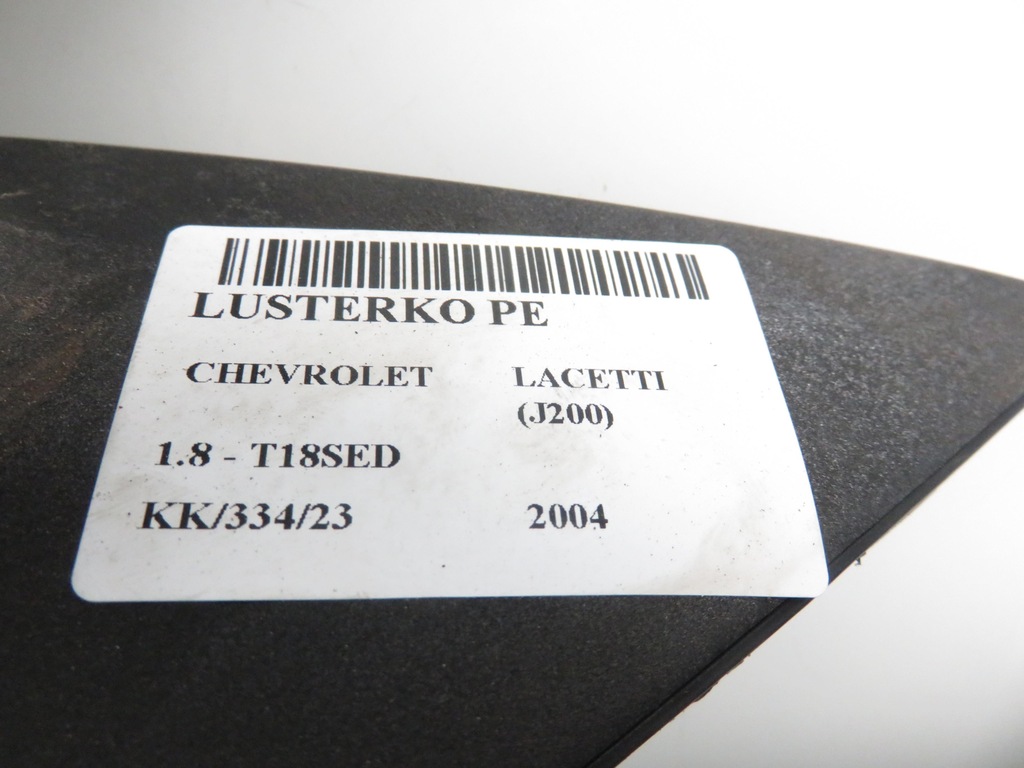 LUSTERKO PE
CHEVROLET LACETTI
(J200)
1.8 - T18SED
KK/334/23 2004